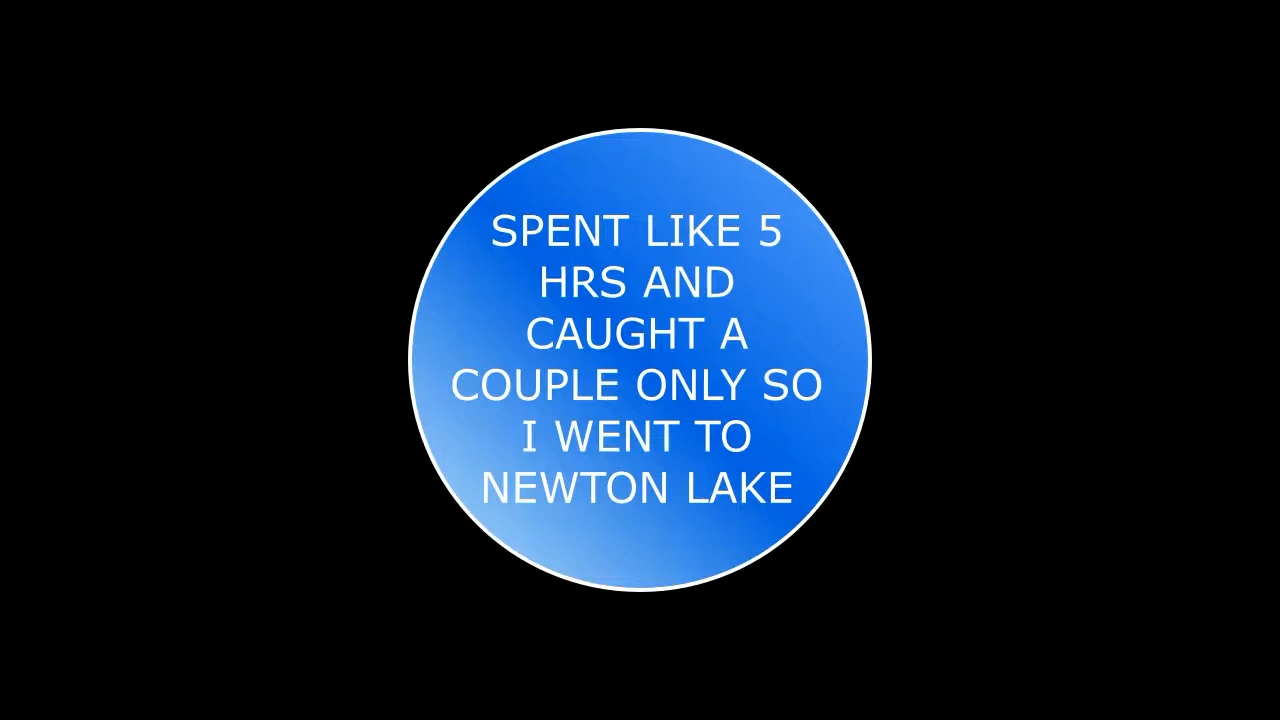 SPENT LIKE 5
HRS AND
CAUGHT A
COUPLE ONLY SO
I WENT TO
NEWTON LAKE